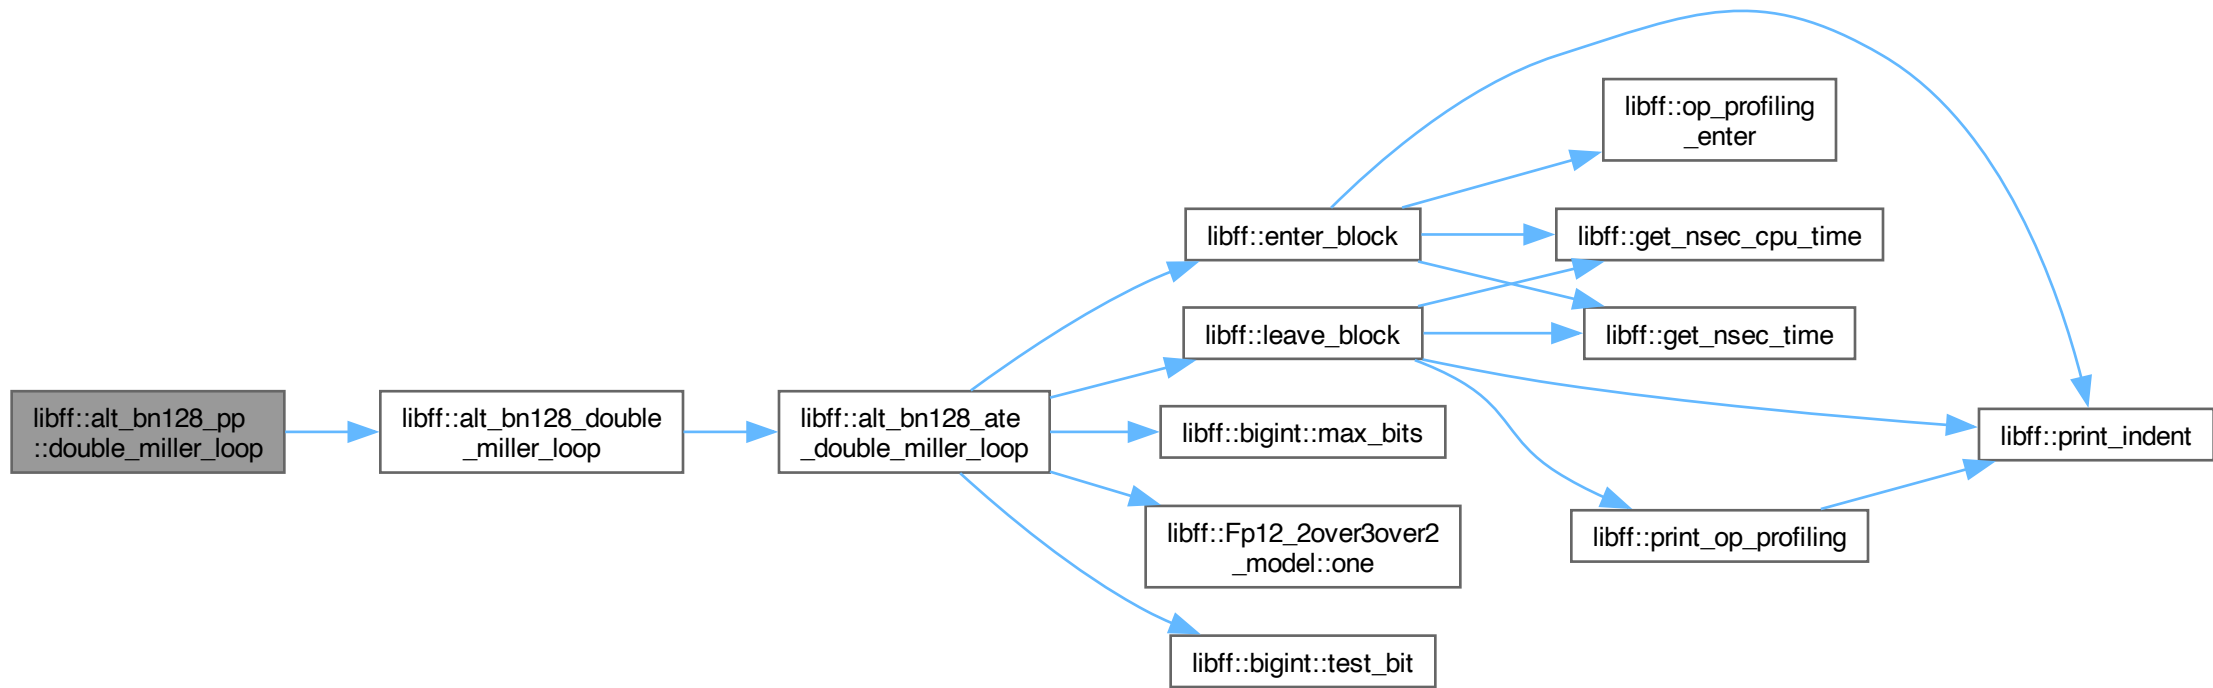 libff::alt_bn128_pp
::double_miller_loop
libff::alt_bn128_double
_miller_loop
libff::alt_bn128_ate
_double_miller_loop
libff::enter_block
libff::leave_block
libff::bigint::max_bits
libff::Fp12_2over3over2
_model::one
libff::bigint::test_bit
libff::op_profiling
_enter
libff::get_nsec_cpu_time
libff::get_nsec_time
libff::print_op_profiling
libff::print_indent